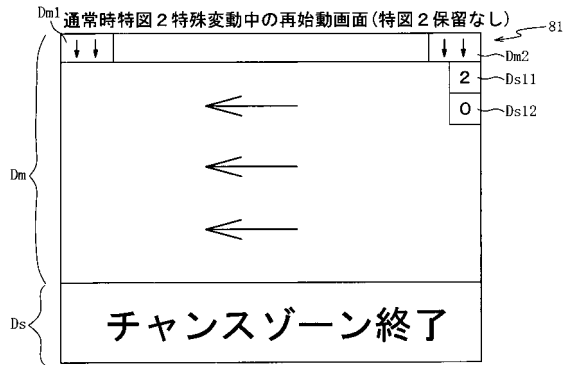 通常時特図2特殊変動中の再始動画面(特図2保留なし)
Dm1
81
Dm2
2
Ds11
0
Ds12
Dm
Ds
チャンスゾーン終了